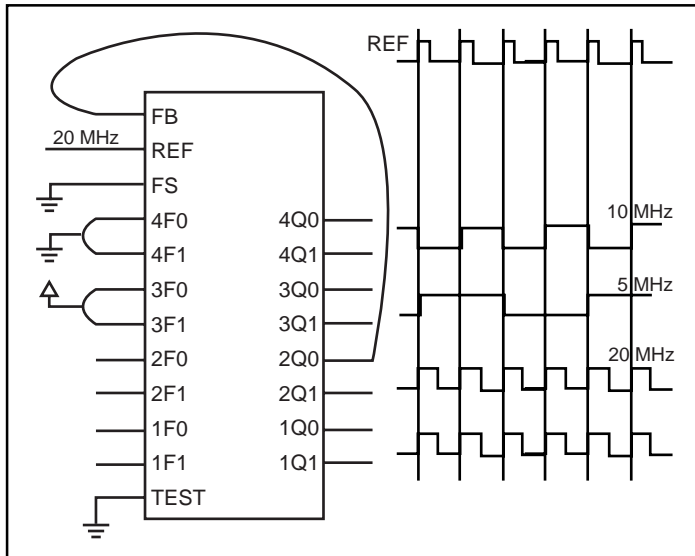 REF
FB
20 MHz
REF
FS
4F0
4Q0
10 MHz
4F1
4Q1
3F0
3Q0
5 MHz
3F1
3Q1
2F0
2Q0
20 MHz
2F1
2Q1
1F0
1Q0
1F1
1Q1
TEST